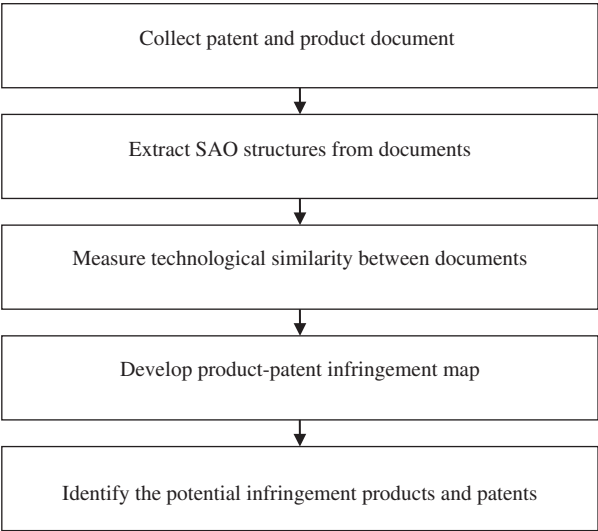 Collect patent and product document
Extract SAO structures from documents
Measure technological similarity between documents
Develop product-patent infringement map
Identify the potential infringement products and patents